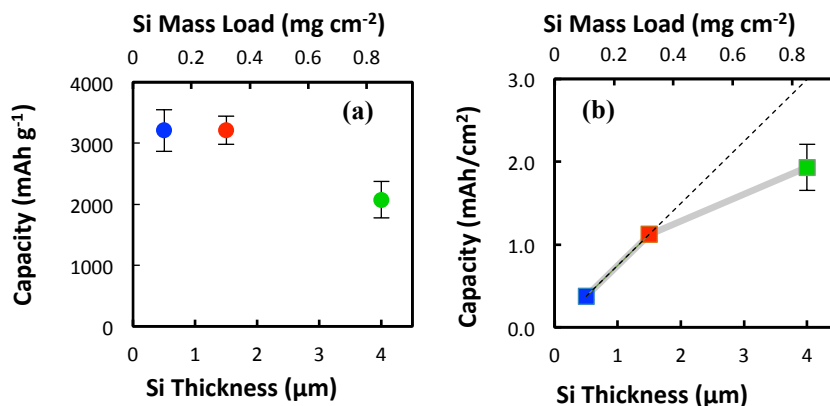 Si Mass Load (mg cm⁻²)
0 0.2 0.4 0.6 0.8 1
4000
3000
2000
1000
0
Capacity (mAh g⁻¹)
(a)
0 1 2 3 4
Si Thickness (µm)
Si Mass Load (mg cm⁻²)
0 0.2 0.4 0.6 0.8
3.0
2.0
1.0
0.0
Capacity (mAh/cm²)
(b)
0 1 2 3 4
Si Thickness (µm)